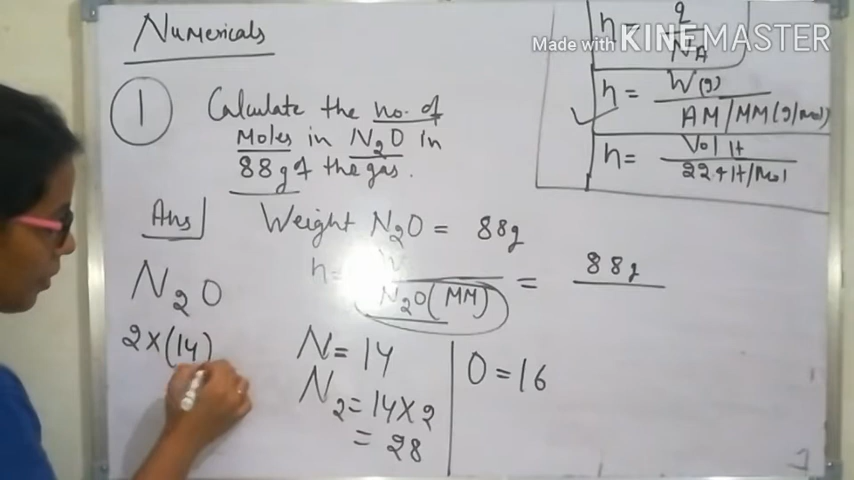 Numericals
Made with KINEMASTER
n = q / NA
n = W(g) / AM/MM(g/mol)
n = Vol lt / 22.4 lt/Mol
1 Calculate the no. of
Moles in N2O in
88g of the gas.
Ans Weight N2O = 88g
n = W / N2O (MM) = 88g
N2O
2×(14)
N = 14
N2 = 14×2
= 28
O = 16